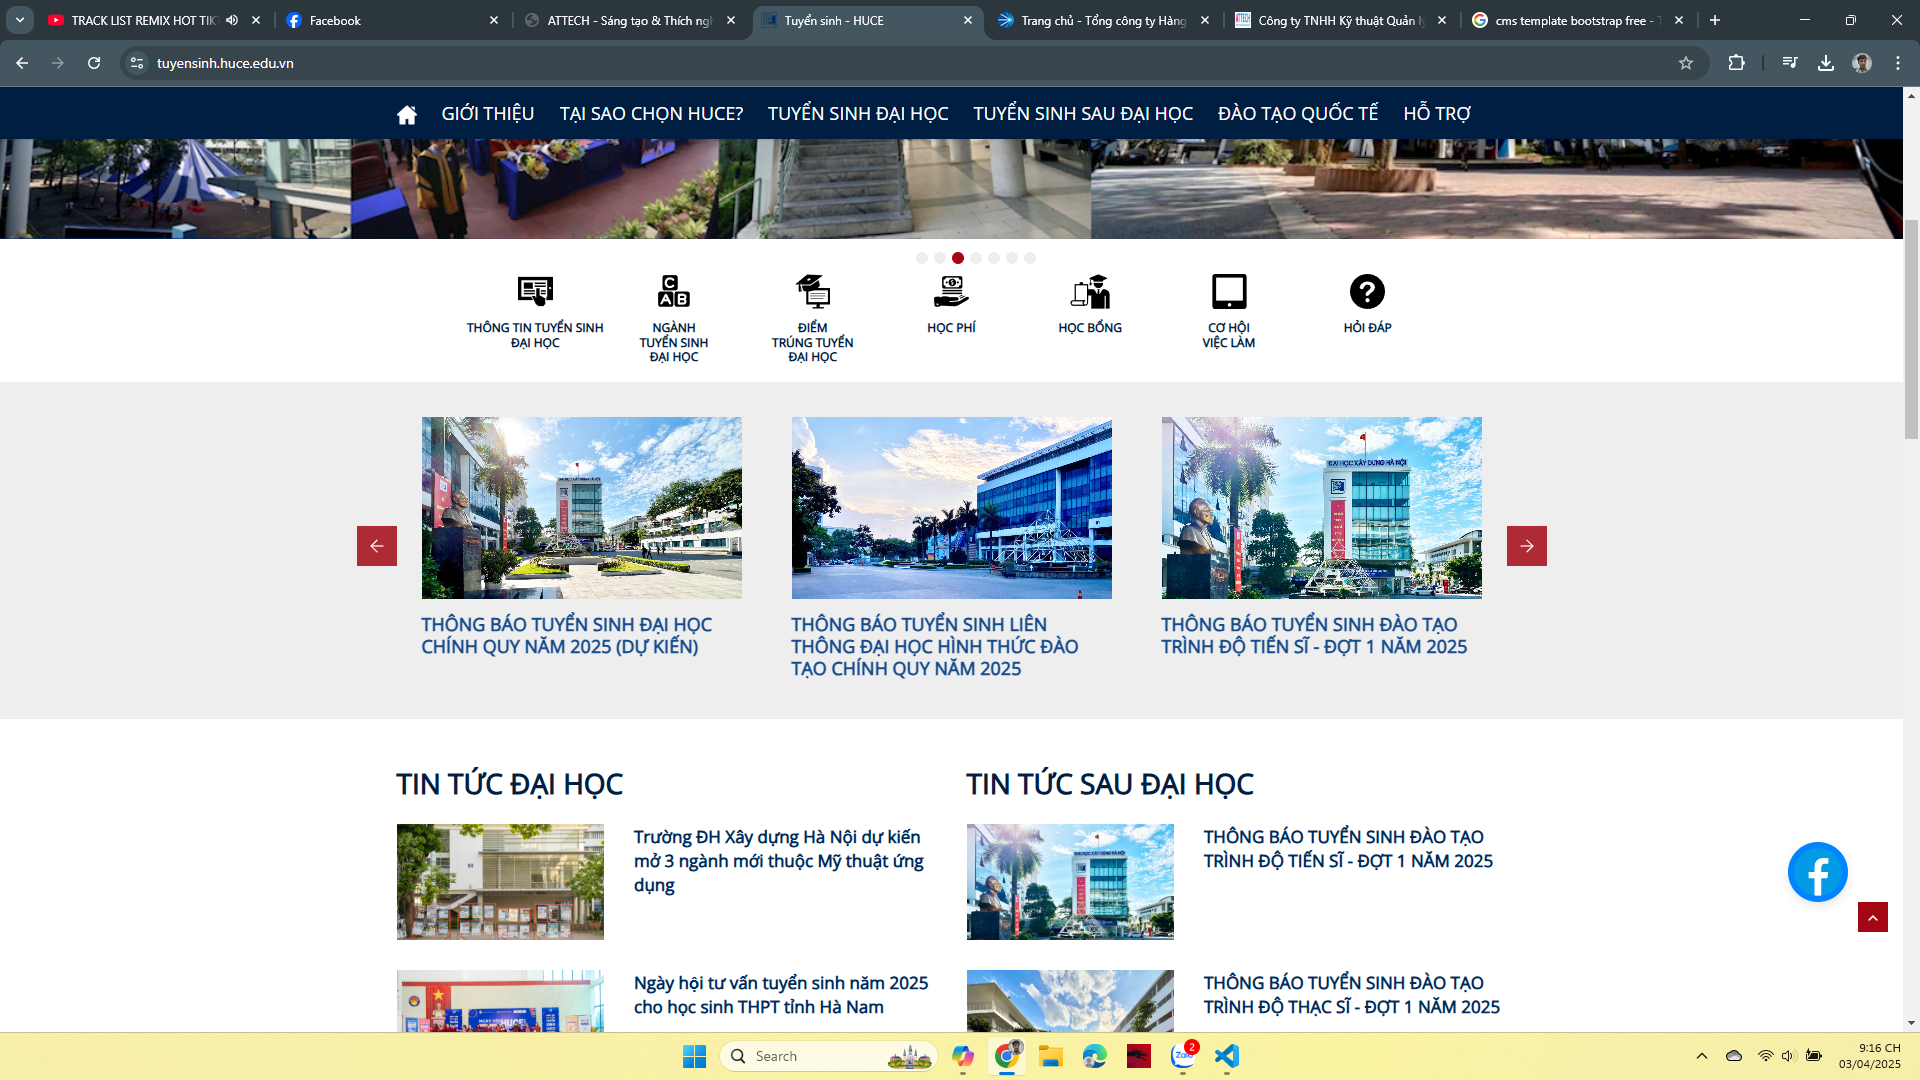 TRACK LIST REMIX HOT TIK
Facebook
ATTECH - Sáng tạo & Thích ngh
Tuyển sinh - HUCE
Trang chủ - Tổng công ty Hàng
Công ty TNHH Kỹ thuật Quản l
cms template bootstrap free - T
tuyensinh.huce.edu.vn
GIỚI THIỆU
TẠI SAO CHỌN HUCE?
TUYỂN SINH ĐẠI HỌC
TUYỂN SINH SAU ĐẠI HỌC
ĐÀO TẠO QUỐC TẾ
HỖ TRỢ
THÔNG TIN TUYỂN SINH
ĐẠI HỌC
NGÀNH
TUYỂN SINH
ĐẠI HỌC
ĐIỂM
TRÚNG TUYỂN
ĐẠI HỌC
HỌC PHÍ
HỌC BỔNG
CƠ HỘI
VIỆC LÀM
HỎI ĐÁP
ĐẠI HỌC XÂY DỰNG HÀ NỘI
THÔNG BÁO TUYỂN SINH ĐẠI HỌC
CHÍNH QUY NĂM 2025 (DỰ KIẾN)
THÔNG BÁO TUYỂN SINH LIÊN
THÔNG ĐẠI HỌC HÌNH THỨC ĐÀO
TẠO CHÍNH QUY NĂM 2025
THÔNG BÁO TUYỂN SINH ĐÀO TẠO
TRÌNH ĐỘ TIẾN SĨ - ĐỢT 1 NĂM 2025
TIN TỨC ĐẠI HỌC
Trường ĐH Xây dựng Hà Nội dự kiến
mở 3 ngành mới thuộc Mỹ thuật ứng
dụng
Ngày hội tư vấn tuyển sinh năm 2025
cho học sinh THPT tỉnh Hà Nam
TIN TỨC SAU ĐẠI HỌC
THÔNG BÁO TUYỂN SINH ĐÀO TẠO
TRÌNH ĐỘ TIẾN SĨ - ĐỢT 1 NĂM 2025
THÔNG BÁO TUYỂN SINH ĐÀO TẠO
TRÌNH ĐỘ THẠC SĨ - ĐỢT 1 NĂM 2025
Search
Zalo
2
9:16 CH
03/04/2025